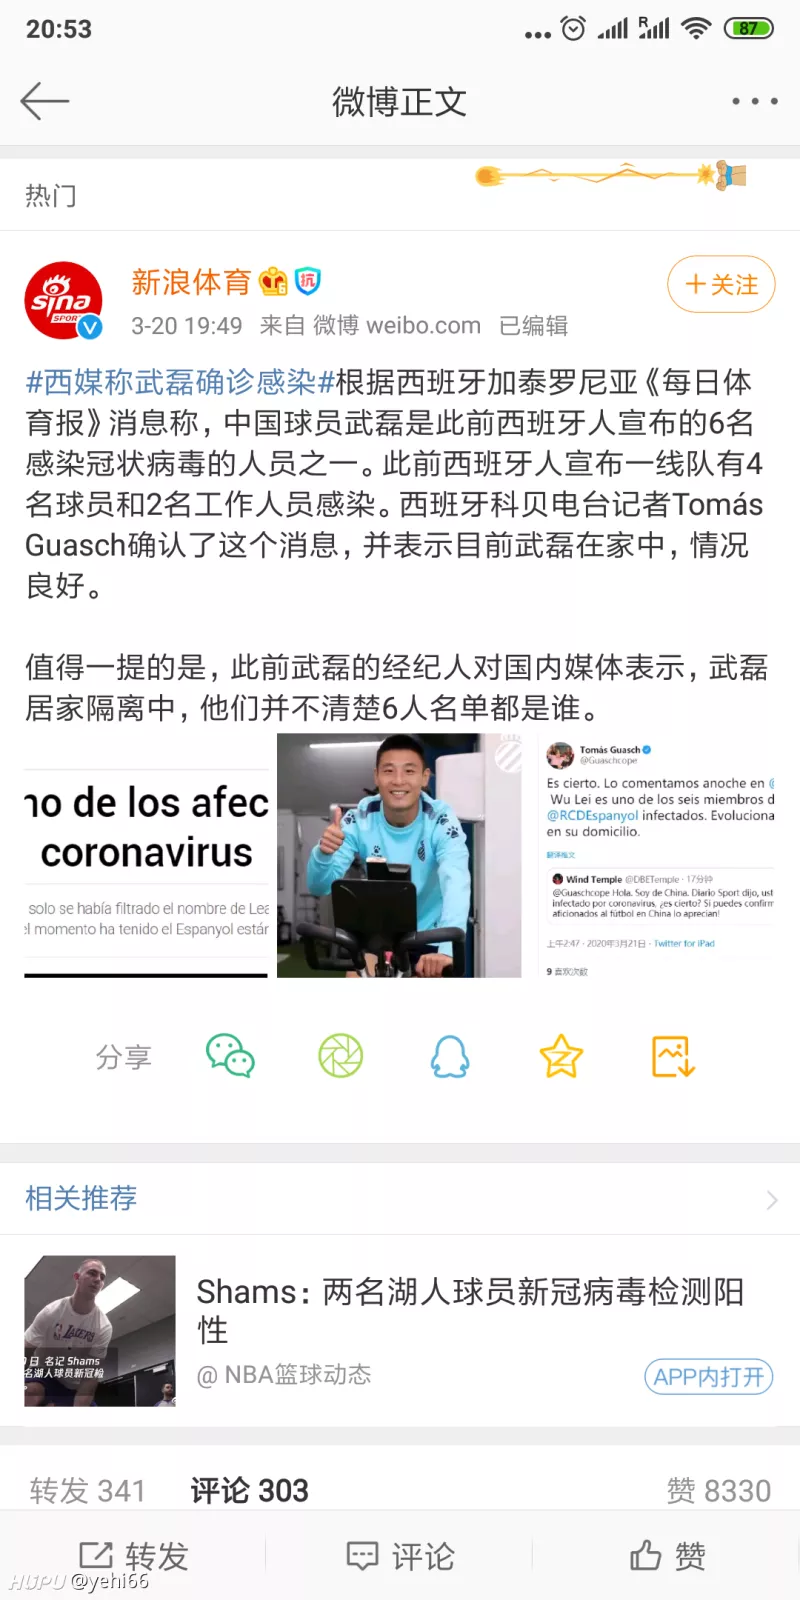 20:53
R
87
微博正文
热门
sina
SPORTS
新浪体育 6 抗
+关注
3-20 19:49 来自 微博 weibo.com 已编辑
#西媒称武磊确诊感染#根据西班牙加泰罗尼亚《每日体
育报》消息称，中国球员武磊是此前西班牙人宣布的6名
感染冠状病毒的人员之一。此前西班牙人宣布一线队有4
名球员和2名工作人员感染。西班牙科贝电台记者Tomás
Guasch确认了这个消息，并表示目前武磊在家中，情况
良好。
值得一提的是，此前武磊的经纪人对国内媒体表示，武磊
居家隔离中，他们并不清楚6人名单都是谁。
no de los afec
coronavirus
solo se había filtrado el nombre de Lea
el momento ha tenido el Espanyol estár
Tomás Guasch
@Guaschcope
Es cierto. Lo comentamos anoche en @
Wu Lei es uno de los seis miembros d
@RCDEspanyol infectados. Evoluciona
en su domicilio.
翻译推文
Wind Temple @DBETemple · 17分钟
@Guaschcope Hola. Soy de China. Diario Sport dijo, ust
infectado por coronavirus, ¿es cierto? Si puedes confirm
aficionados al fútbol en China lo aprecian!
上午2:47 · 2020年3月21日 · Twitter for iPad
9 喜欢次数
分享
相关推荐
LAKERS
日 名记 Shams
名湖人球员新冠检
Shams：两名湖人球员新冠病毒检测阳
性
@ NBA篮球动态
APP内打开
转发 341
评论 303
赞 8330
转发
评论
赞
HUPU @yehi66